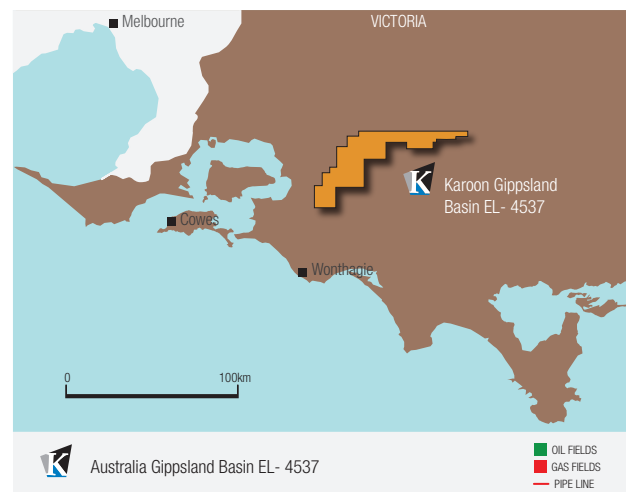 Melbourne
VICTORIA
K
Karoon Gippsland
Basin EL- 4537
Cowes
Wonthagie
0
100km
K
Australia Gippsland Basin EL- 4537
OIL FIELDS
GAS FIELDS
PIPE LINE